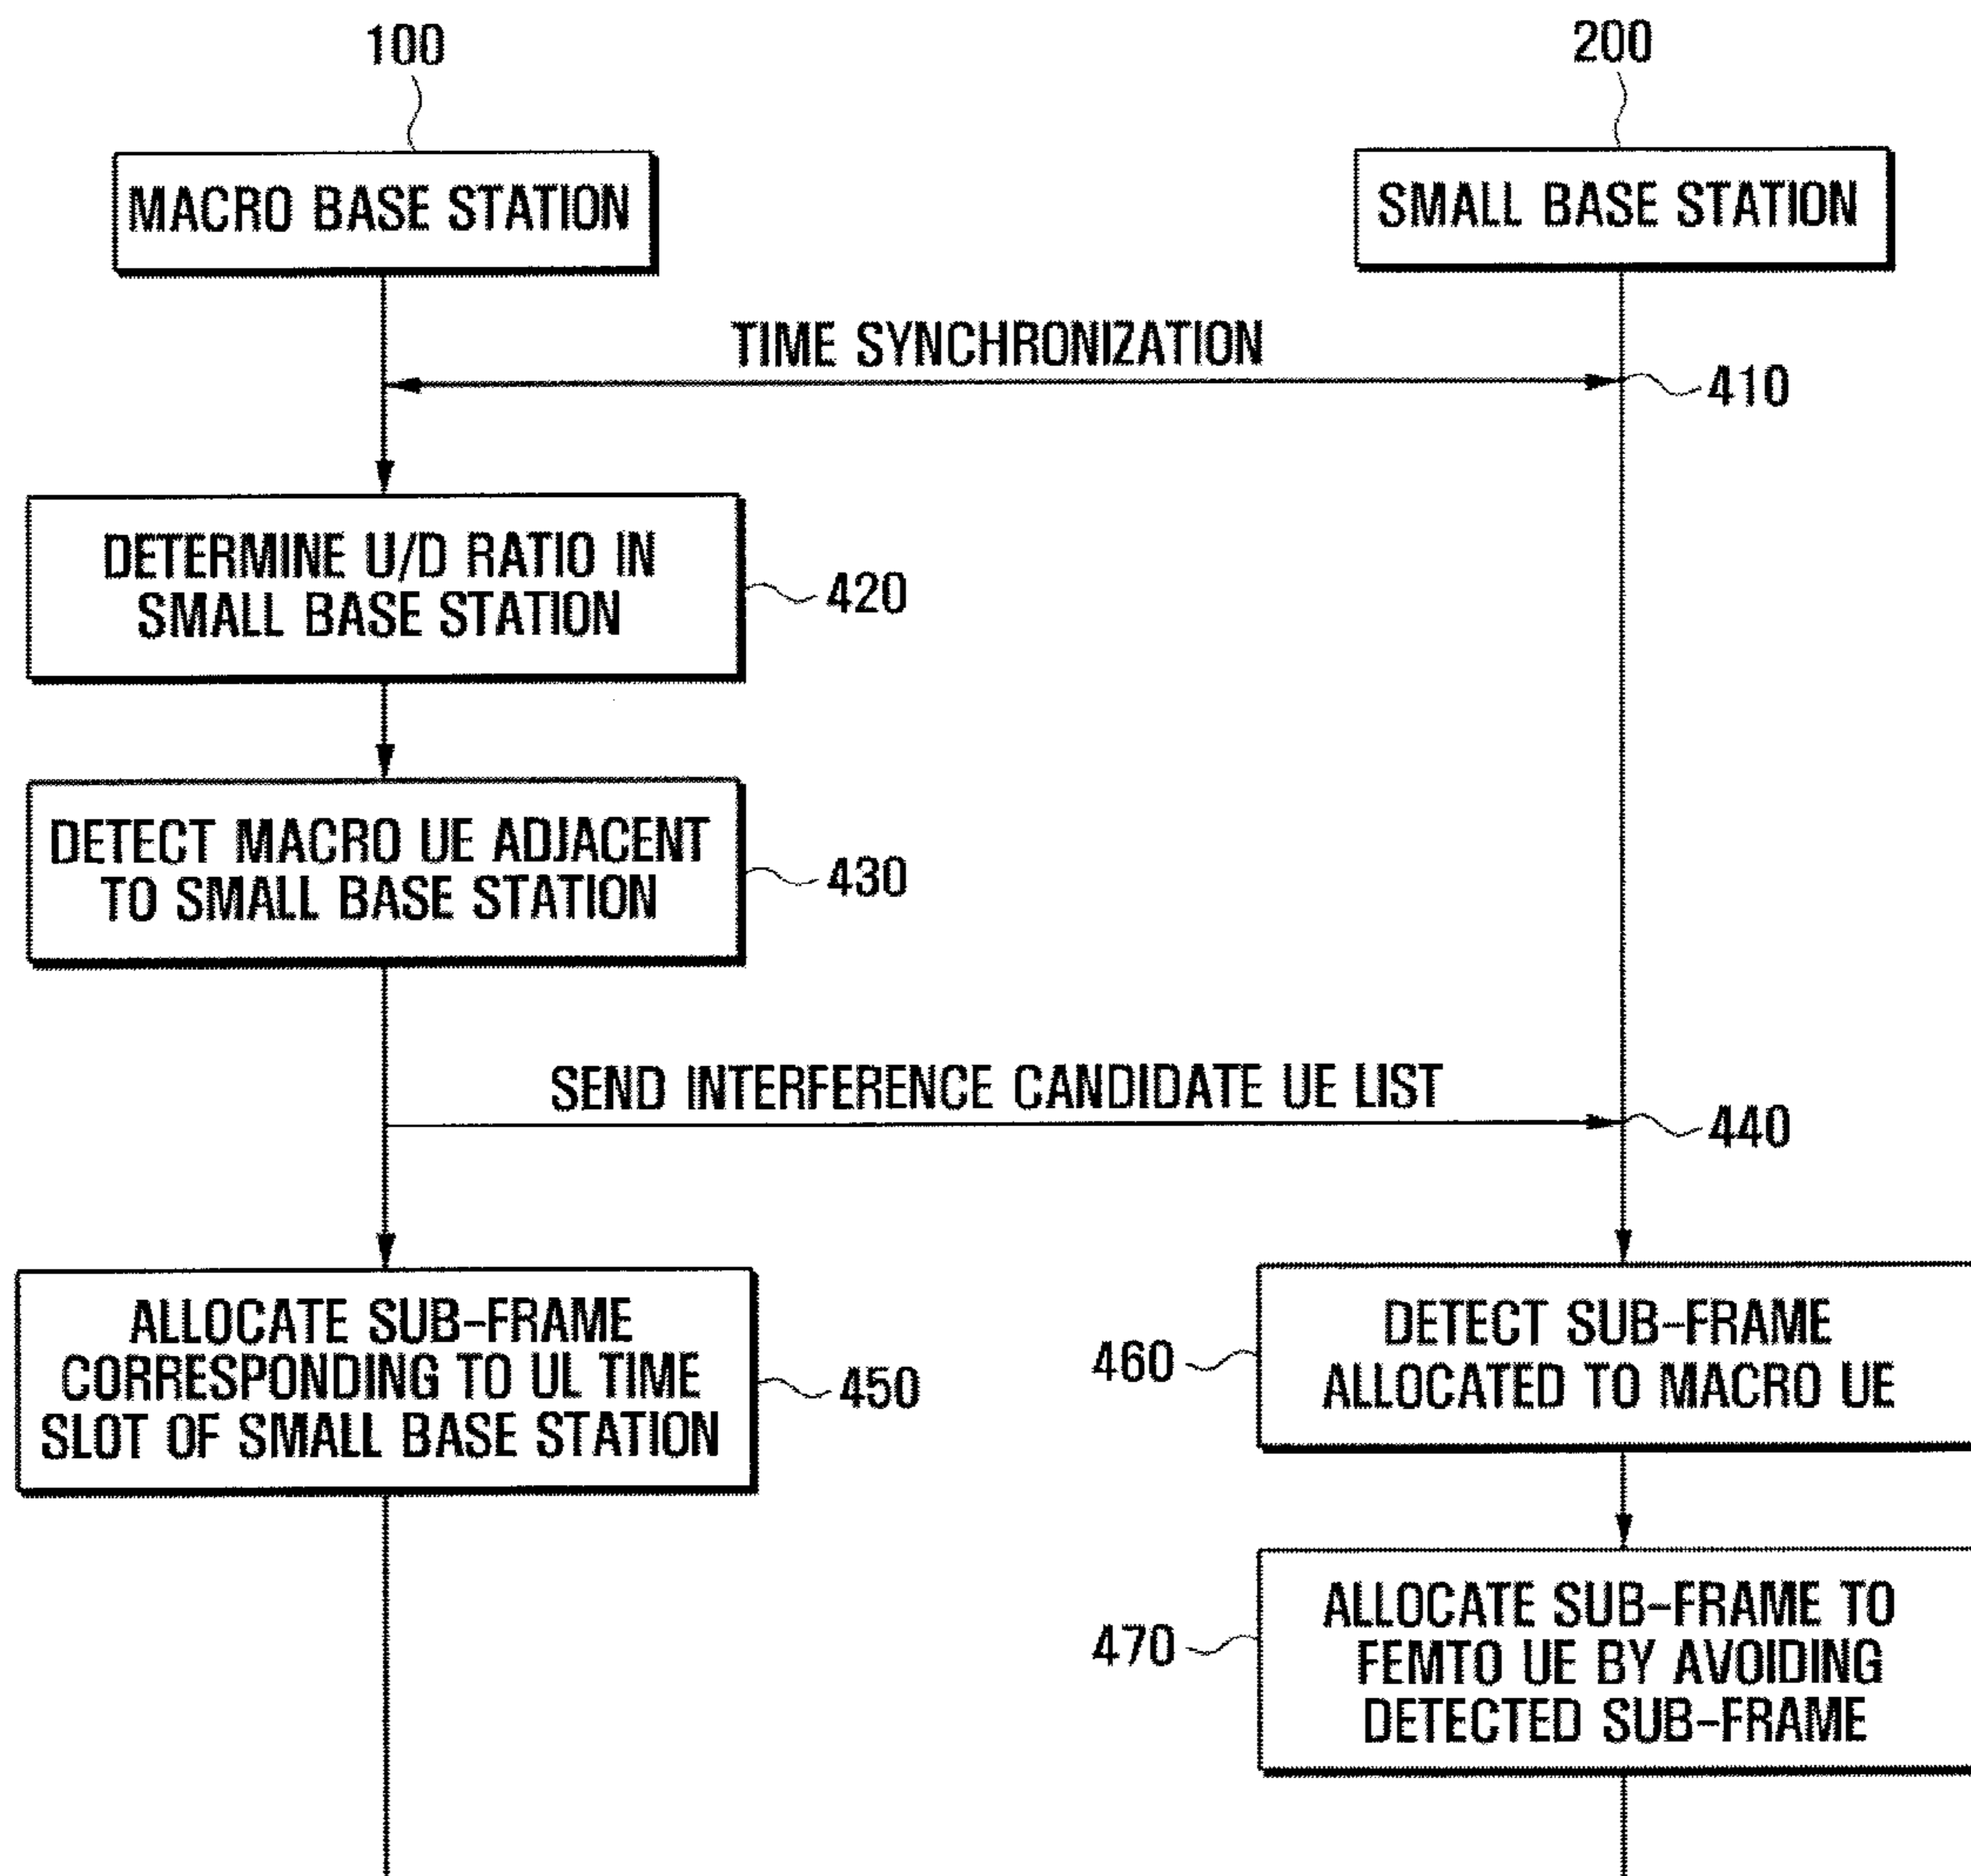 100
200
MACRO BASE STATION
SMALL BASE STATION
TIME SYNCHRONIZATION
410
DETERMINE U/D RATIO IN
SMALL BASE STATION
420
DETECT MACRO UE ADJACENT
TO SMALL BASE STATION
430
SEND INTERFERENCE CANDIDATE UE LIST
440
ALLOCATE SUB-FRAME
CORRESPONDING TO UL TIME
SLOT OF SMALL BASE STATION
450
460
DETECT SUB-FRAME
ALLOCATED TO MACRO UE
470
ALLOCATE SUB-FRAME TO
FEMTO UE BY AVOIDING
DETECTED SUB-FRAME